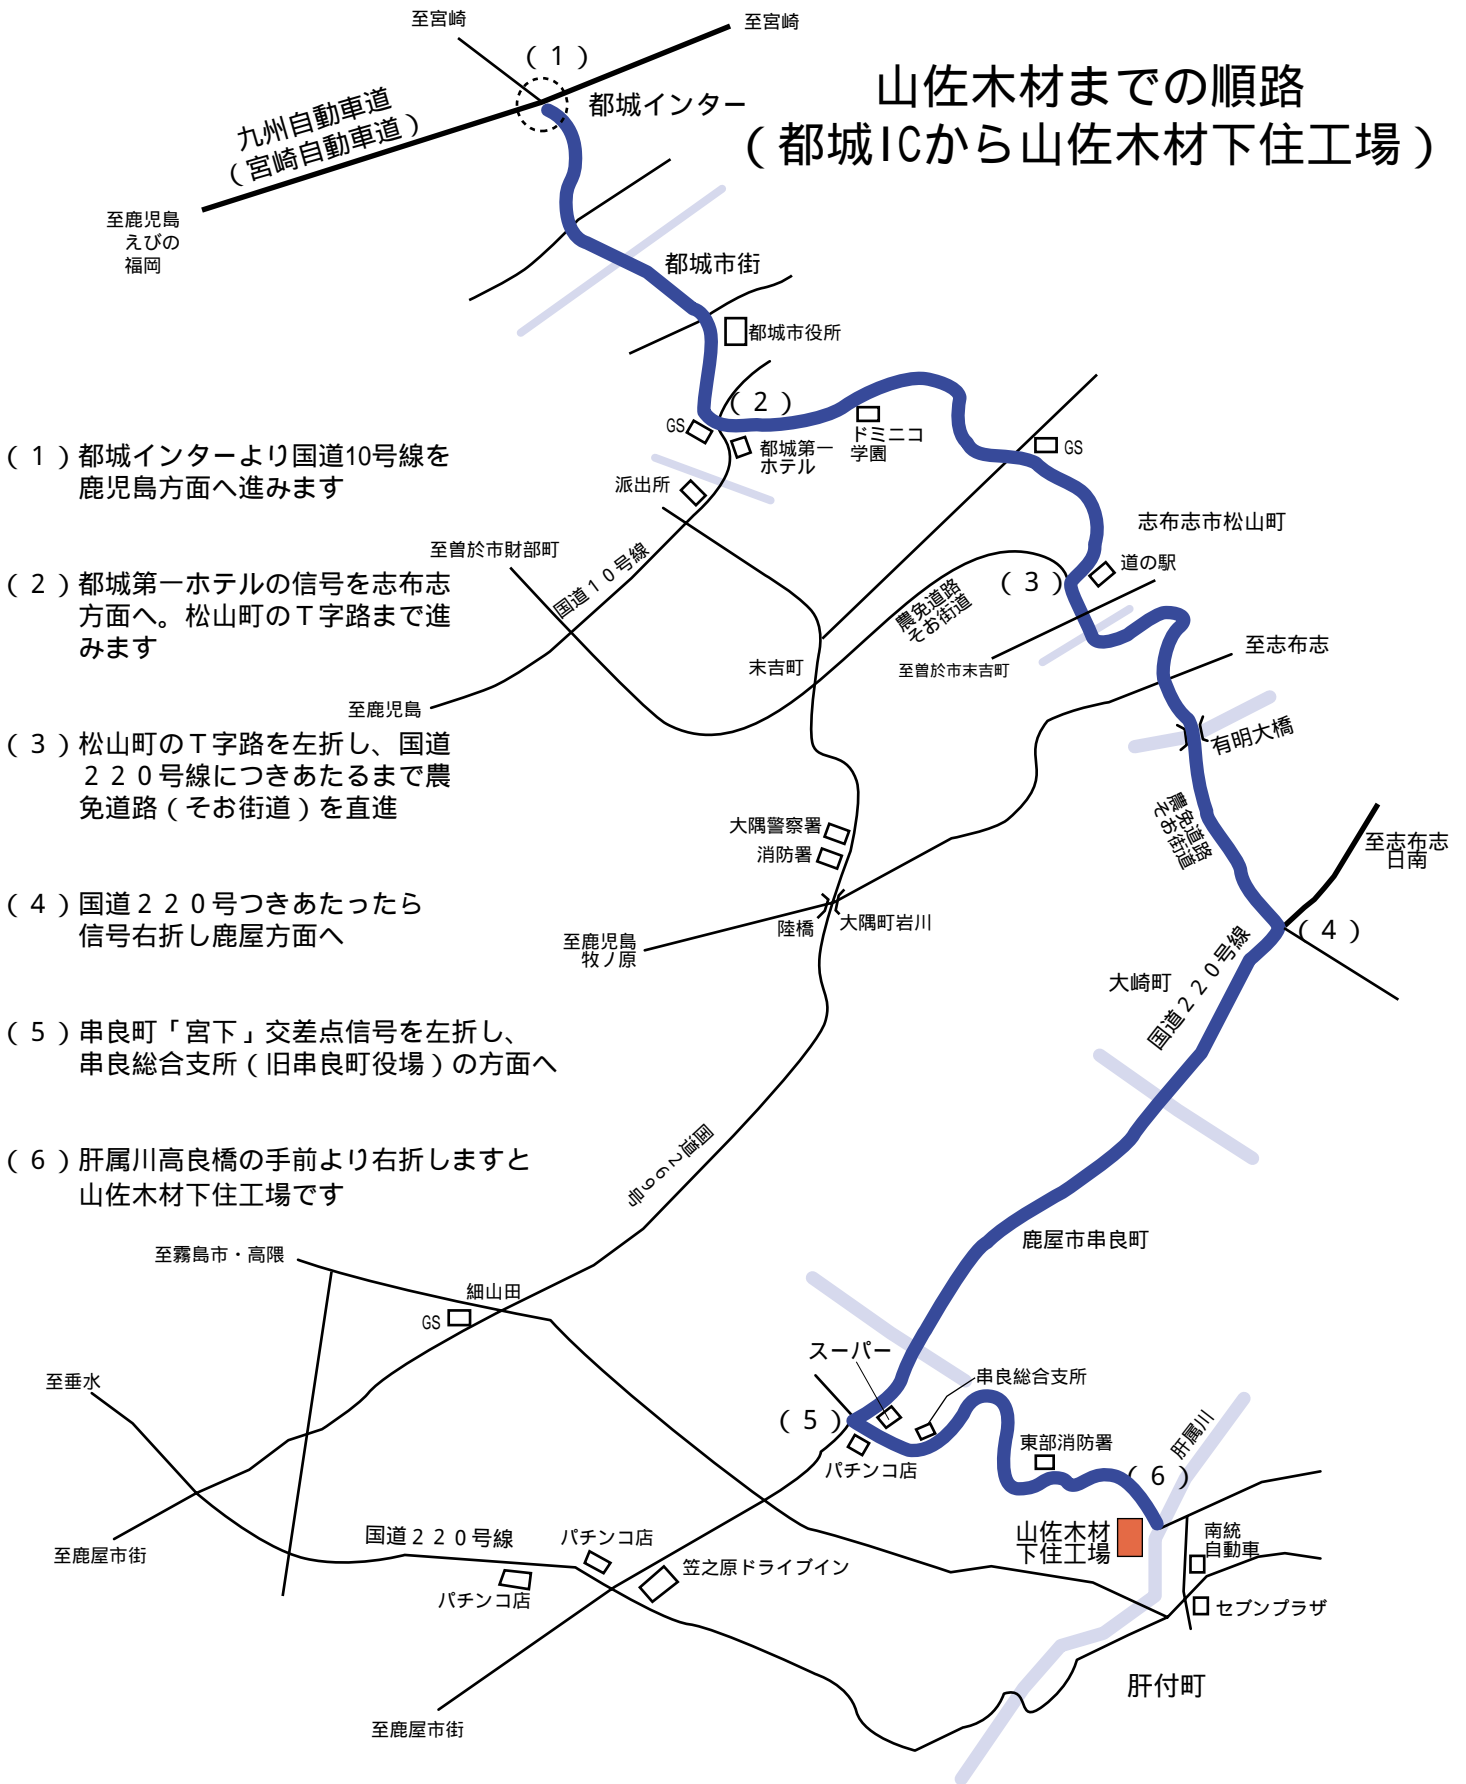 至宮崎
至宮崎
（１）
山佐木材までの順路
（都城ICから山佐木材下住工場）
都城インター
九州自動車道
（宮崎自動車道）
至鹿児島
えびの
福岡
都城市街
都城市役所
（２）
GS
都城第一
ホテル
ドミニコ
学園
GS
派出所
（１）都城インターより国道10号線を
鹿児島方面へ進みます
志布志市松山町
道の駅
至曽於市財部町
国道１０号線
（３）
農免道路
そお街道
（２）都城第一ホテルの信号を志布志
方面へ。松山町のＴ字路まで進
みます
末吉町
至曽於市末吉町
至志布志
至鹿児島
有明大橋
（３）松山町のＴ字路を左折し、国道
２２０号線につきあたるまで農
免道路（そお街道）を直進
農免道路
そお街道
大隅警察署
消防署
至志布志
日南
（４）国道２２０号つきあたったら
信号右折し鹿屋方面へ
陸橋
大隅町岩川
至鹿児島
牧ノ原
（４）
大崎町
国道２２０号線
（５）串良町「宮下」交差点信号を左折し、
串良総合支所（旧串良町役場）の方面へ
国道２６９号
（６）肝属川高良橋の手前より右折しますと
山佐木材下住工場です
鹿屋市串良町
至霧島市・高隈
細山田
GS
至垂水
スーパー
串良総合支所
（５）
パチンコ店
東部消防署
肝属川
（６）
山佐木材
下住工場
南統
自動車
セブンプラザ
至鹿屋市街
国道２２０号線
パチンコ店
パチンコ店
笠之原ドライブイン
肝付町
至鹿屋市街